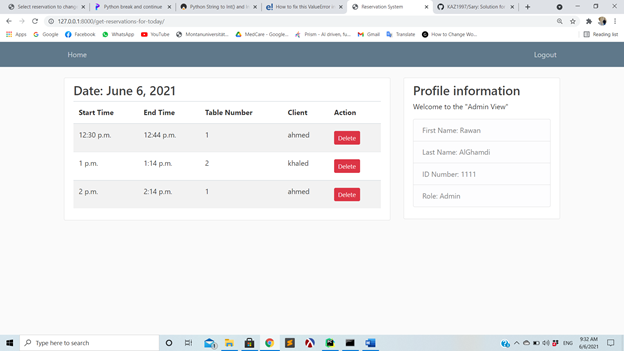 Select reservation to chang
Python break and continue
Python String to Int() and In
How to fix this ValueError i
Reservation System
KAZ1997/Sary: Solution fo
127.0.0.1:8000/get-reservations-for-today/
Apps
Google
Facebook
WhatsApp
YouTube
Montanuniversität...
MedCare - Google...
Prism - AI driven, fu...
Gmail
Translate
How to Change Wo...
Reading list
Home
Logout
Date: June 6, 2021
Start Time End Time Table Number Client Action
12:30 p.m. 12:44 p.m. 1 ahmed Delete
1 p.m. 1:14 p.m. 2 khaled Delete
2 p.m. 2:14 p.m. 1 ahmed Delete
Profile information
Welcome to the "Admin View"
First Name: Rawan
Last Name: AlGhamdi
ID Number: 1111
Role: Admin
Type here to search
ENG
9:32 AM
6/6/2021